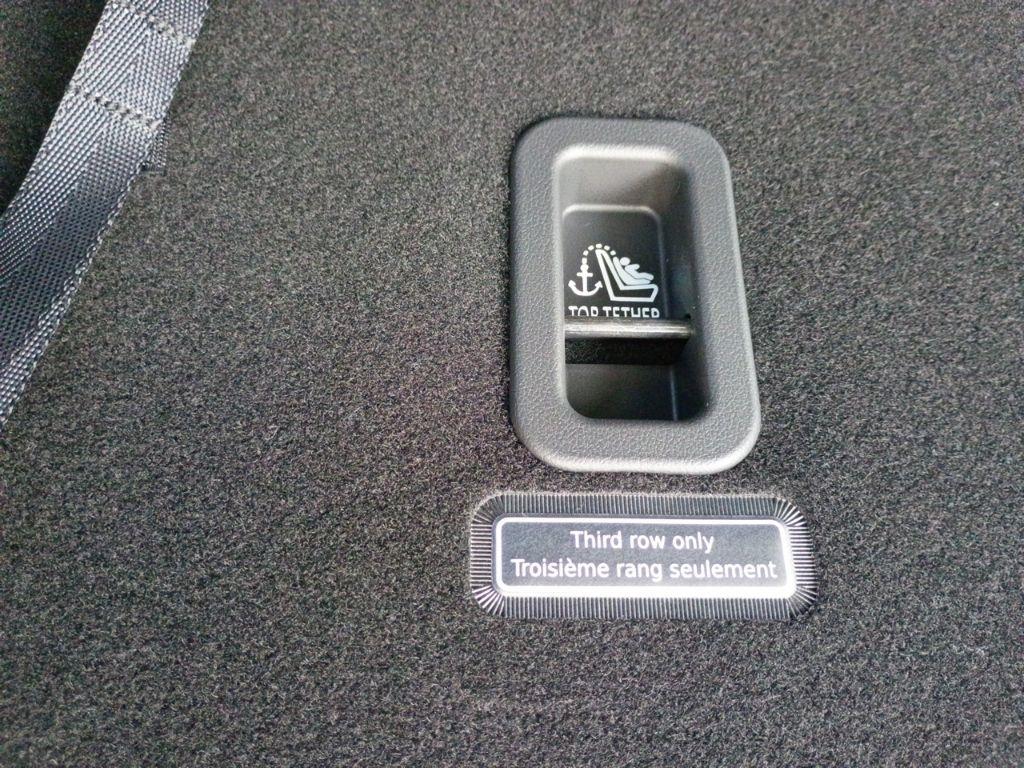 TOP TETHER
Third row only
Troisième rang seulement